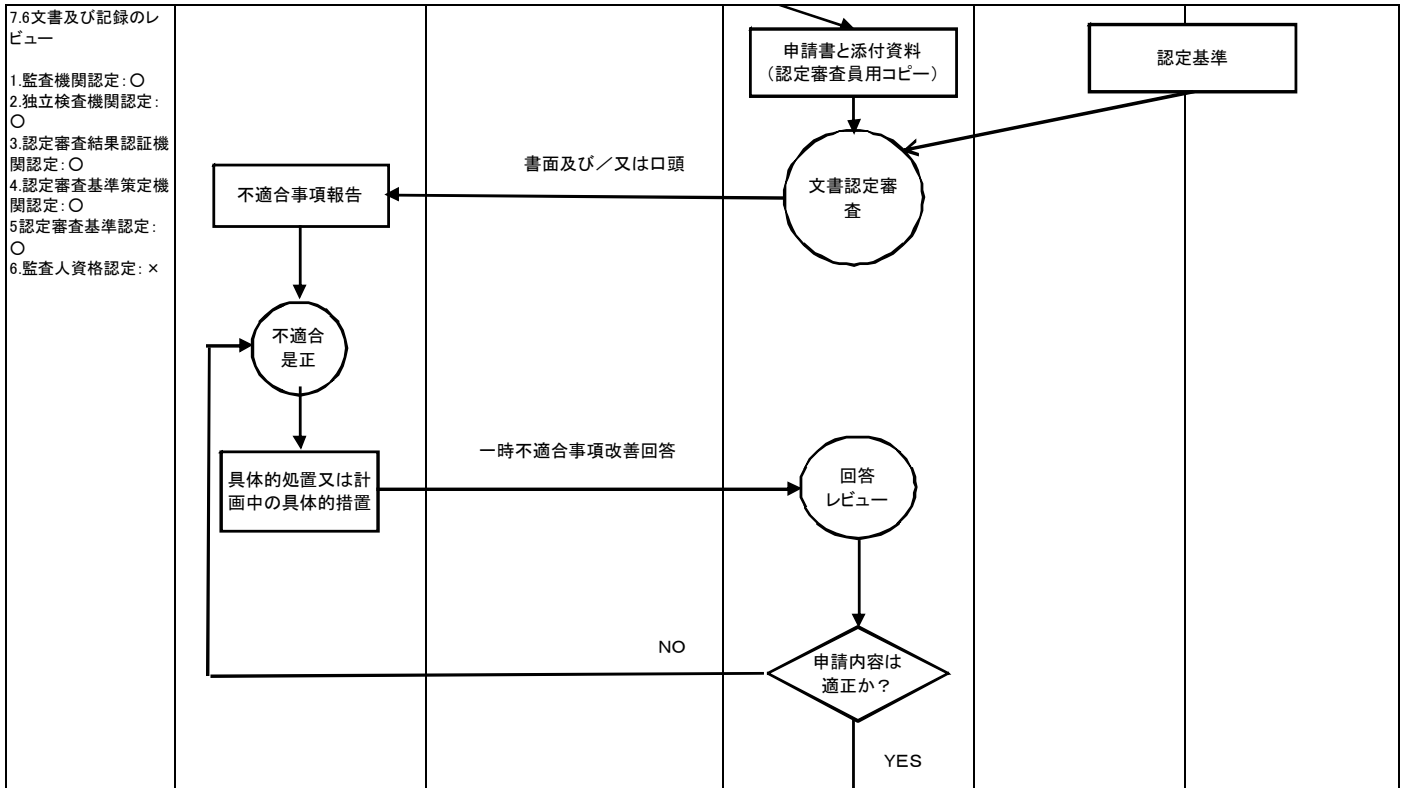 7.6文書及び記録のレ
ビュー
1.監査機関認定:○
2.独立検査機関認定:
○
3.認定審査結果認証機
関認定:○
4.認定審査基準策定機
関認定:○
5認定審査基準認定:
○
6.監査人資格認定:×
申請書と添付資料
(認定審査員用コピー)
認定基準
書面及び/又は口頭
文書認定審
査
不適合事項報告
不適合
是正
一時不適合事項改善回答
具体的処置又は計
画中の具体的措置
回答
レビュー
NO
申請内容は
適正か?
YES